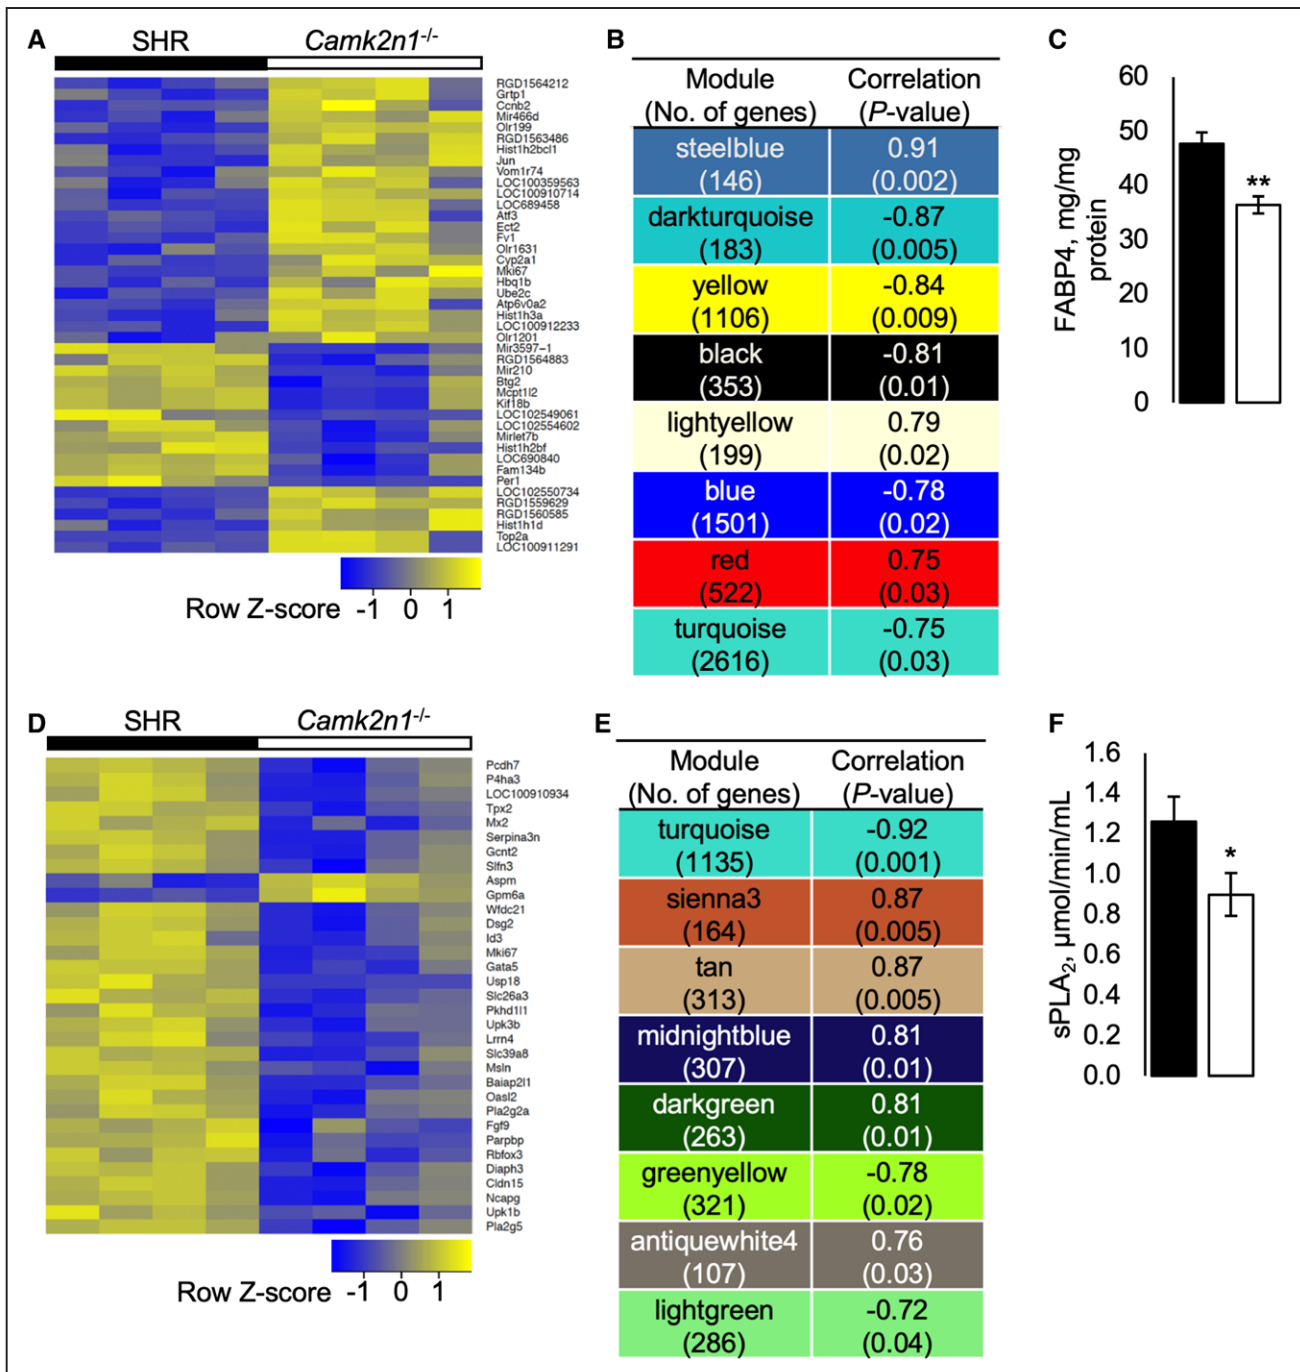 A
SHR
Camk2n1-/-
RGD1564212
Grtp1
Ccnb2
Mir466d
Olr199
RGD1563486
Hist1h2bcl1
Jun
Vom1r74
LOC100359563
LOC100910714
LOC689458
Atf3
Ect2
Fv1
Olr1631
Cyp2a1
Mki67
Hbq1b
Ube2c
Atp6v0a2
Hist1h3a
LOC100912233
Olr1201
Mir3597-1
RGD1564883
Mir210
Btg2
Mcpt1l2
Kif18b
LOC102549061
LOC102554602
Mirlet7b
Hist1h2bf
LOC690840
Fam134b
Per1
LOC102550734
RGD1559629
RGD1560585
Hist1h1d
Top2a
LOC100911291
Row Z-score -1 0 1
B
Module Correlation
(No. of genes) (P-value)
steelblue 0.91
(146) (0.002)
darkturquoise -0.87
(183) (0.005)
yellow -0.84
(1106) (0.009)
black -0.81
(353) (0.01)
lightyellow 0.79
(199) (0.02)
blue -0.78
(1501) (0.02)
red 0.75
(522) (0.03)
turquoise -0.75
(2616) (0.03)
C
FABP4, mg/mg
protein
60
50
40
30
20
10
0
**
D
SHR
Camk2n1-/-
Pcdh7
P4ha3
LOC100910934
Tpx2
Mx2
Serpina3n
Gcnt2
Slfn3
Aspm
Gpm6a
Wfdc21
Dsg2
Id3
Mki67
Gata5
Usp18
Slc26a3
Pkhd1l1
Upk3b
Lrrn4
Slc39a8
Msln
Baiap2l1
Oasl2
Pla2g2a
Fgf9
Parpbp
Rbfox3
Diaph3
Cldn15
Ncapg
Upk1b
Pla2g5
Row Z-score -1 0 1
E
Module Correlation
(No. of genes) (P-value)
turquoise -0.92
(1135) (0.001)
sienna3 0.87
(164) (0.005)
tan 0.87
(313) (0.005)
midnightblue 0.81
(307) (0.01)
darkgreen 0.81
(263) (0.01)
greenyellow -0.78
(321) (0.02)
antiquewhite4 0.76
(107) (0.03)
lightgreen -0.72
(286) (0.04)
F
sPLA2, µmol/min/mL
1.6
1.4
1.2
1.0
0.8
0.6
0.4
0.2
0.0
*